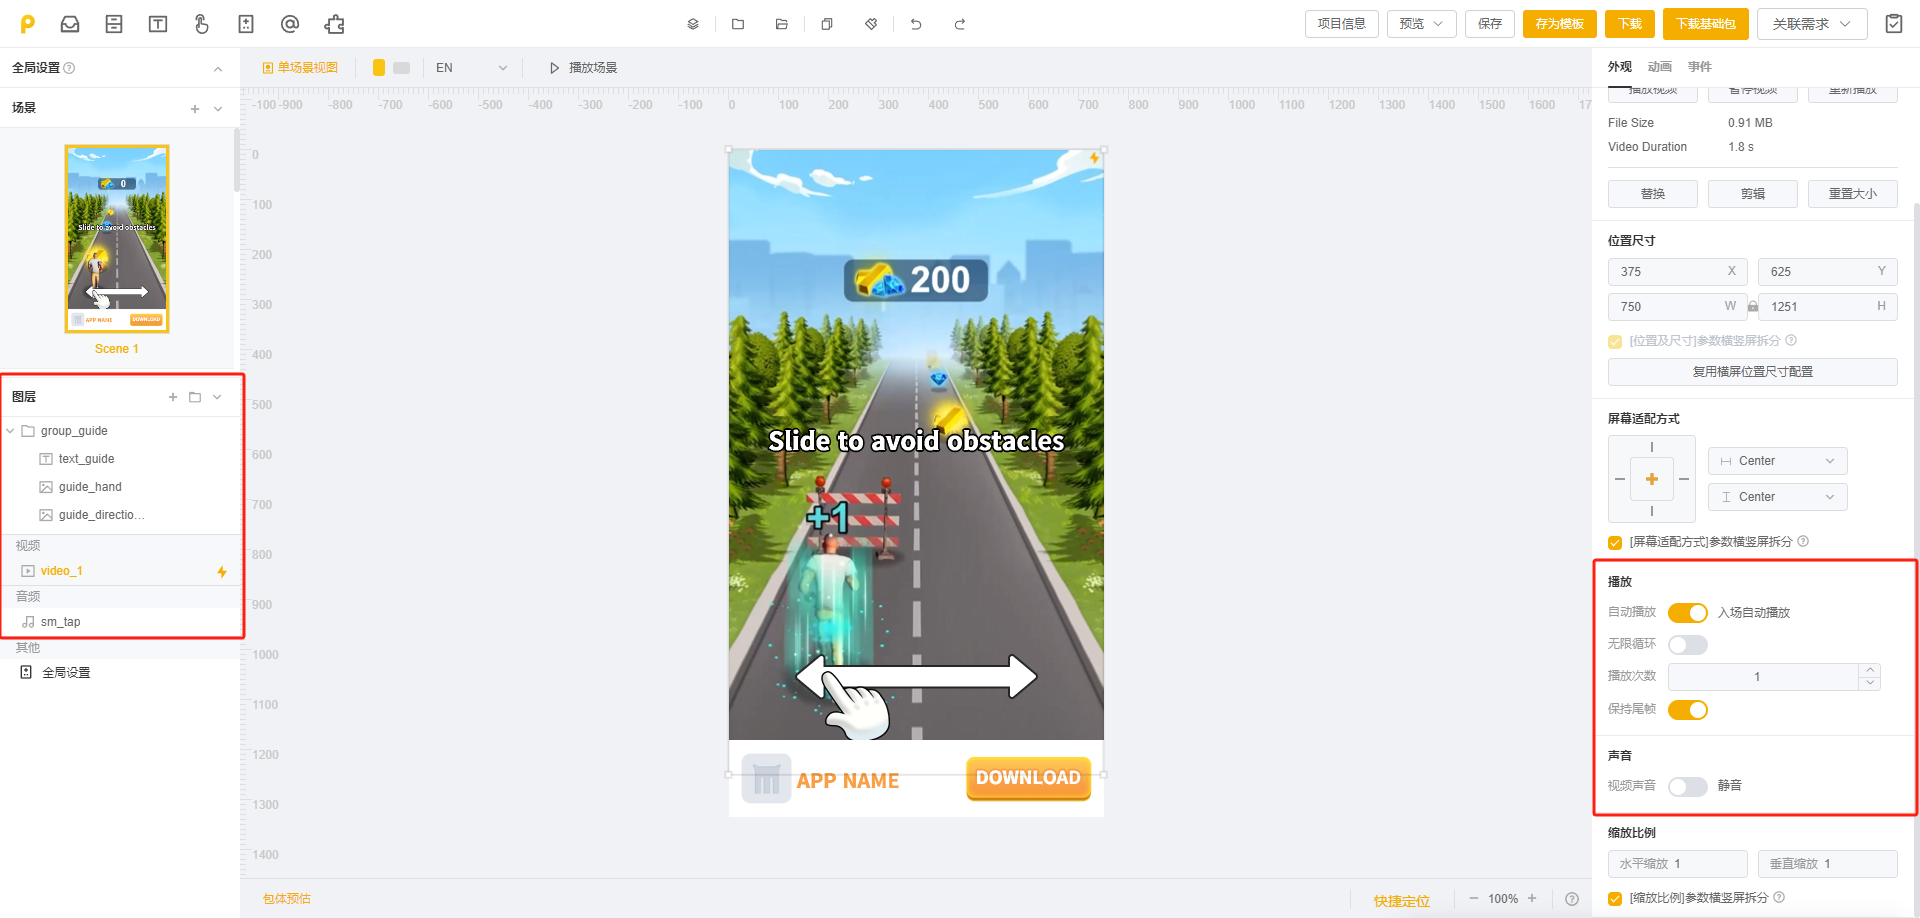 项目信息
预览
保存
存为模板
下载
下载基础包
关联需求
全局设置
场景
0
Slide to avoid obstacles
APP NAME
DOWNLOAD
Scene 1
图层
group_guide
text_guide
guide_hand
guide_directio...
视频
video_1
音频
sm_tap
其他
全局设置
单场景视图
EN
播放场景
-100 -900 -800 -700 -600 -500 -400 -300 -200 -100 0 100 200 300 400 500 600 700 800 900 1000 1100 1200 1300 1400 1500 1600 17
0
100
200
300
400
500
600
700
800
900
1000
1100
1200
1300
1400
200
Slide to avoid obstacles
+1
APP NAME
DOWNLOAD
包体预估
快捷定位
100%
外观 动画 事件
播放视频 暂停视频 重新播放
File Size 0.91 MB
Video Duration 1.8 s
替换 剪辑 重置大小
位置尺寸
375 X 625 Y
750 W 1251 H
[位置及尺寸]参数横竖屏拆分
复用横屏位置尺寸配置
屏幕适配方式
Center
Center
[屏幕适配方式]参数横竖屏拆分
播放
自动播放 入场自动播放
无限循环
播放次数 1
保持尾帧
声音
视频声音 静音
缩放比例
水平缩放 1 垂直缩放 1
[缩放比例]参数横竖屏拆分